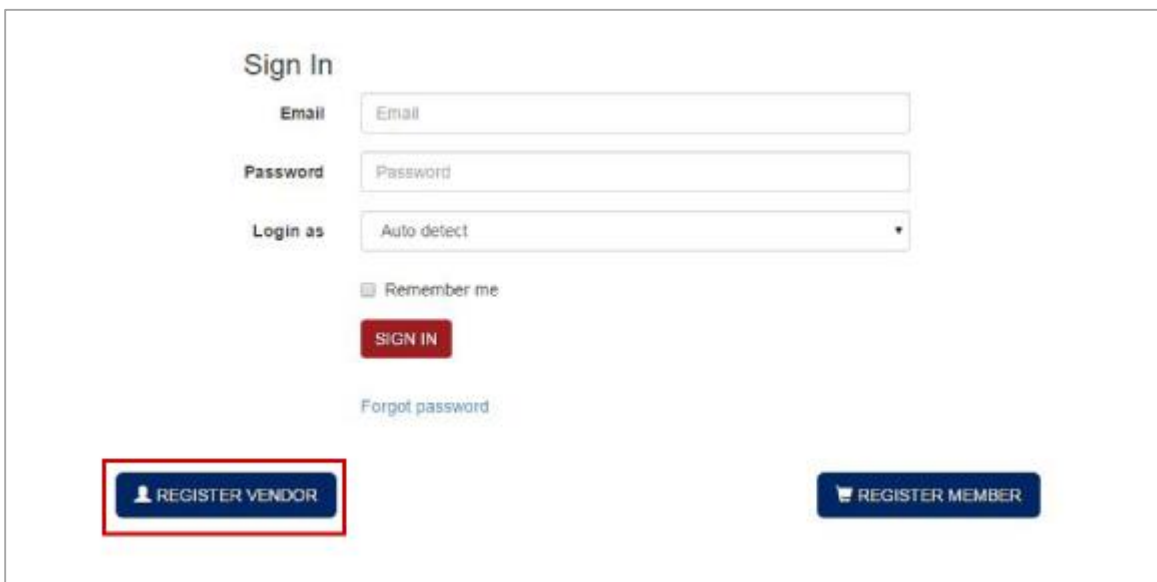 Sign In
Email Email
Password Password
Login as Auto detect
Remember me
SIGN IN
Forgot password
REGISTER VENDOR REGISTER MEMBER